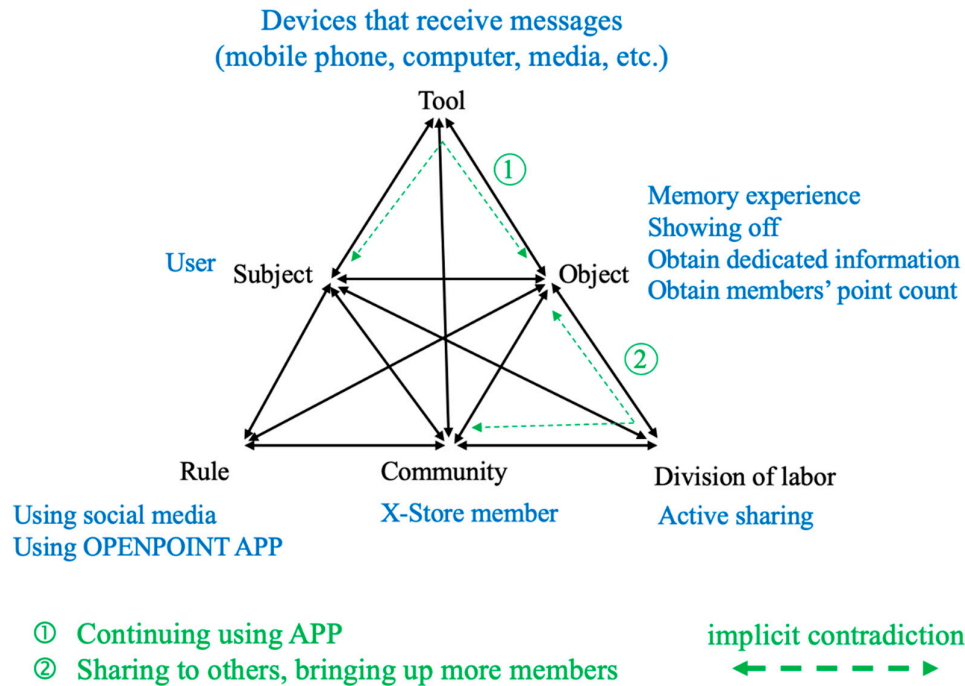 Devices that receive messages
(mobile phone, computer, media, etc.)
Tool
①
Memory experience
Showing off
Obtain dedicated information
Obtain members’ point count
User
Subject
Object
②
Rule
Community
Division of labor
Using social media
Using OPENPOINT APP
X-Store member
Active sharing
① Continuing using APP
② Sharing to others, bringing up more members
implicit contradiction